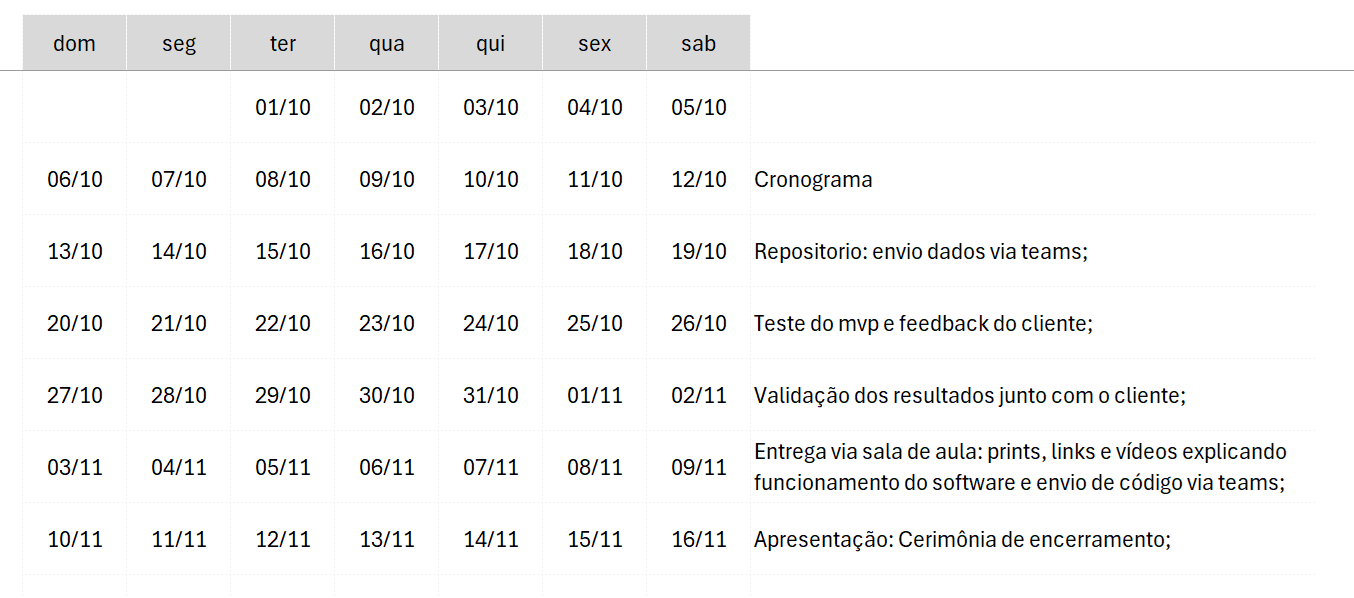 dom seg ter qua qui sex sab
01/10 02/10 03/10 04/10 05/10
06/10 07/10 08/10 09/10 10/10 11/10 12/10 Cronograma
13/10 14/10 15/10 16/10 17/10 18/10 19/10 Repositorio: envio dados via teams;
20/10 21/10 22/10 23/10 24/10 25/10 26/10 Teste do mvp e feedback do cliente;
27/10 28/10 29/10 30/10 31/10 01/11 02/11 Validação dos resultados junto com o cliente;
03/11 04/11 05/11 06/11 07/11 08/11 09/11 Entrega via sala de aula: prints, links e vídeos explicando
funcionamento do software e envio de código via teams;
10/11 11/11 12/11 13/11 14/11 15/11 16/11 Apresentação: Cerimônia de encerramento;